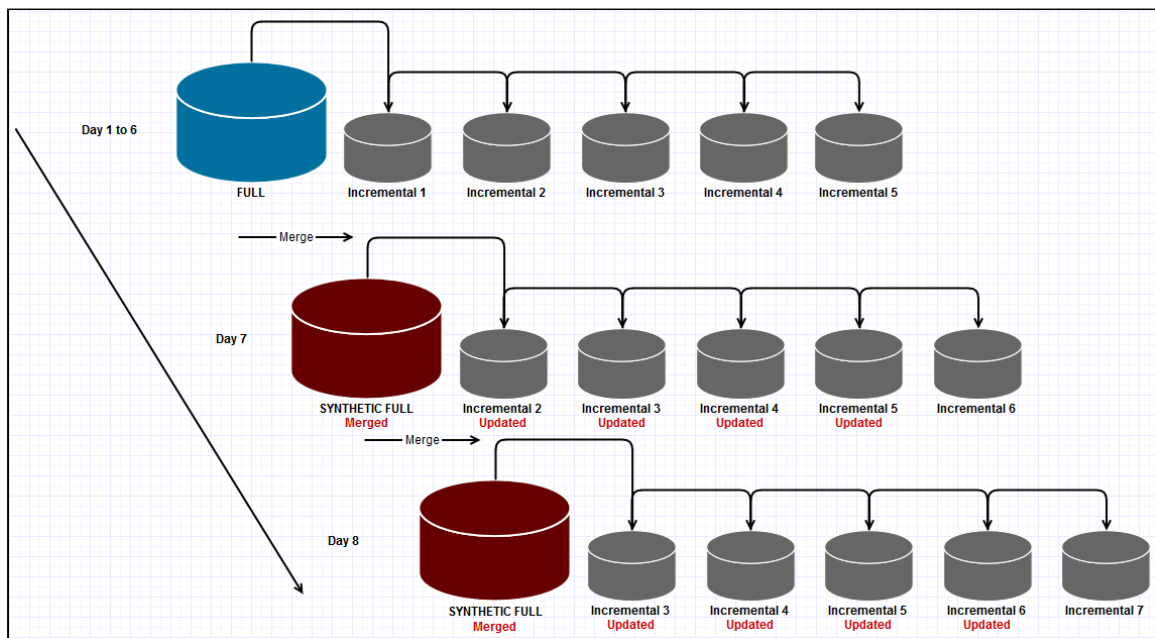 Day 1 to 6
FULL
Incremental 1
Incremental 2
Incremental 3
Incremental 4
Incremental 5
Merge
Day 7
SYNTHETIC FULL
Merged
Incremental 2
Updated
Incremental 3
Updated
Incremental 4
Updated
Incremental 5
Updated
Incremental 6
Merge
Day 8
SYNTHETIC FULL
Merged
Incremental 3
Updated
Incremental 4
Updated
Incremental 5
Updated
Incremental 6
Updated
Incremental 7